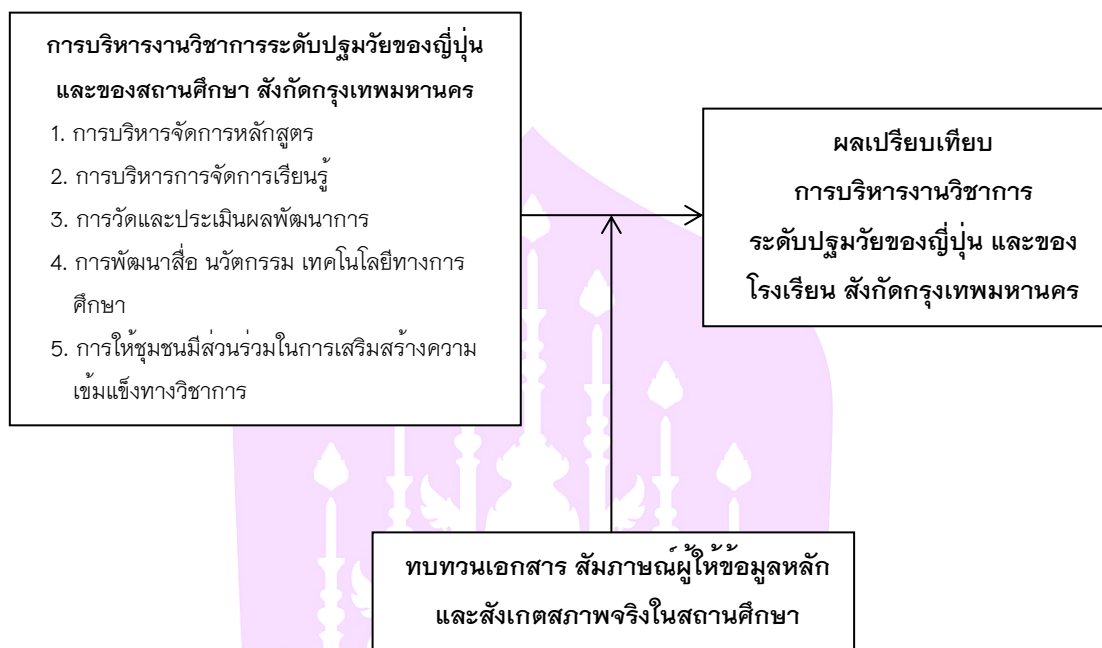 การบริหารงานวิชาการระดับปฐมวัยของญี่ปุ่น
และของสถานศึกษา สังกัดกรุงเทพมหานคร
1. การบริหารจัดการหลักสูตร
2. การบริหารการจัดการเรียนรู้
3. การวัดและประเมินผลพัฒนาการ
4. การพัฒนาสื่อ นวัตกรรม เทคโนโลยีทางการ
ศึกษา
5. การให้ชุมชนมีส่วนร่วมในการเสริมสร้างความ
เข้มแข็งทางวิชาการ
ผลเปรียบเทียบ
การบริหารงานวิชาการ
ระดับปฐมวัยของญี่ปุ่น และของ
โรงเรียน สังกัดกรุงเทพมหานคร
ทบทวนเอกสาร สัมภาษณ์ผู้ให้ข้อมูลหลัก
และสังเกตสภาพจริงในสถานศึกษา